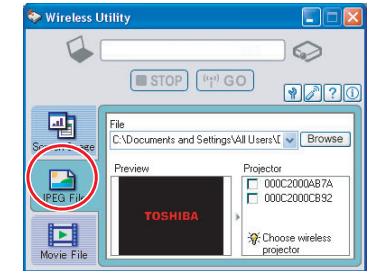 Wireless Utility
STOP
GO
File
C:\Documents and Settings\All Users\D
Browse
Preview
Projector
000C2000AB7A
000C2000CB92
TOSHIBA
Choose wireless
projector
JPEG File
Movie File